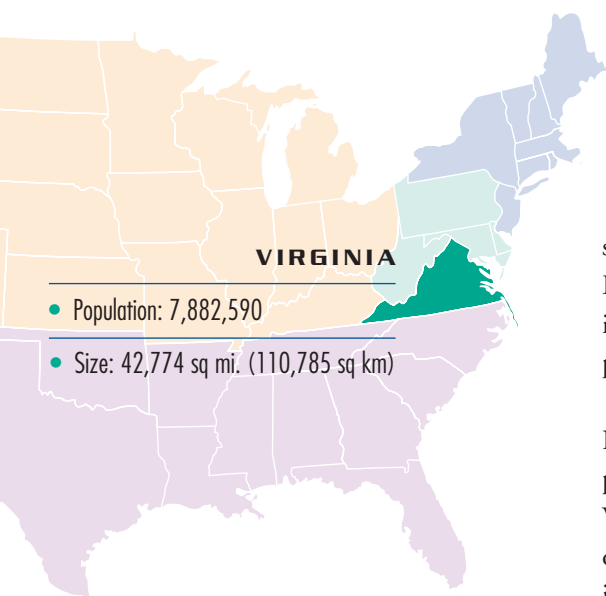 VIRGINIA
• Population: 7,882,590
• Size: 42,774 sq mi. (110,785 sq km)